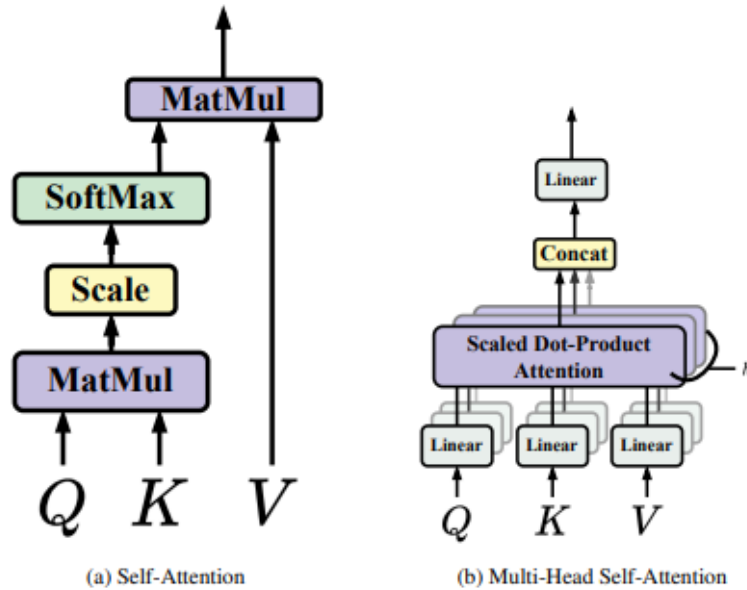 MatMul
SoftMax
Scale
MatMul
Q K V
(a) Self-Attention
Linear
Concat
Scaled Dot-Product
Attention
Linear Linear Linear
Q K V
(b) Multi-Head Self-Attention